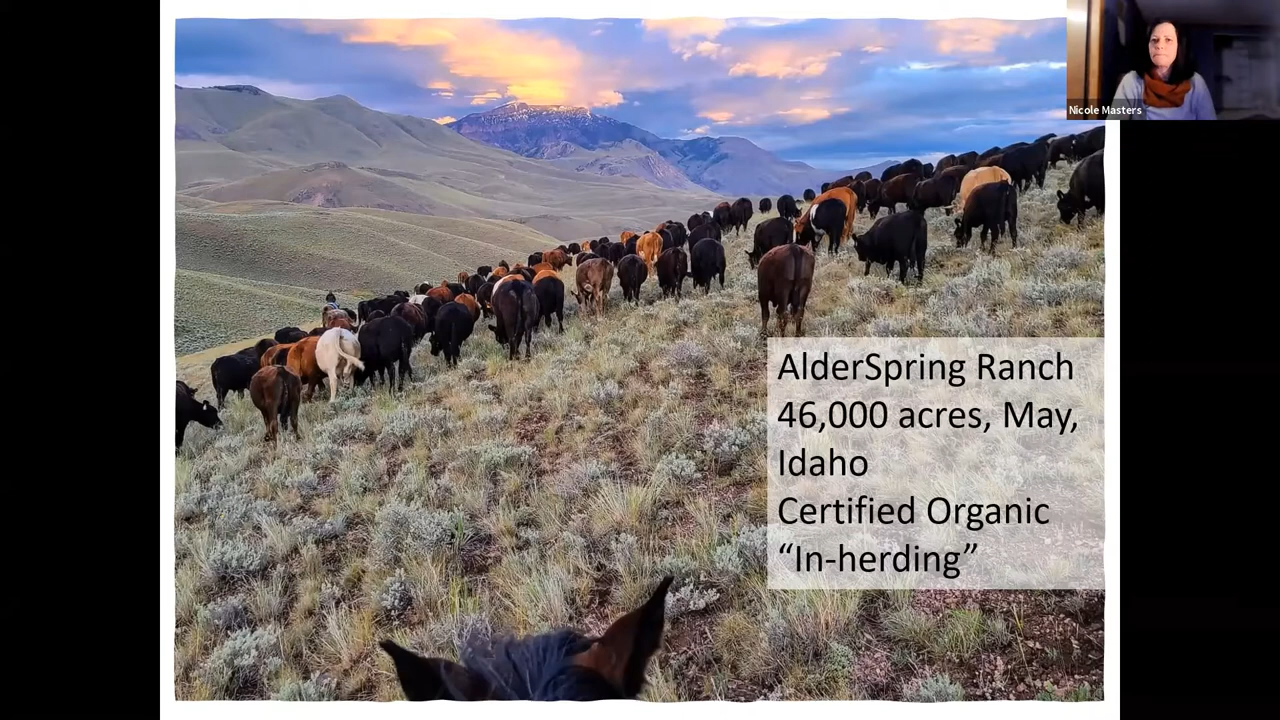 Nicole Masters
AlderSpring Ranch
46,000 acres, May,
Idaho
Certified Organic
“In-herding”